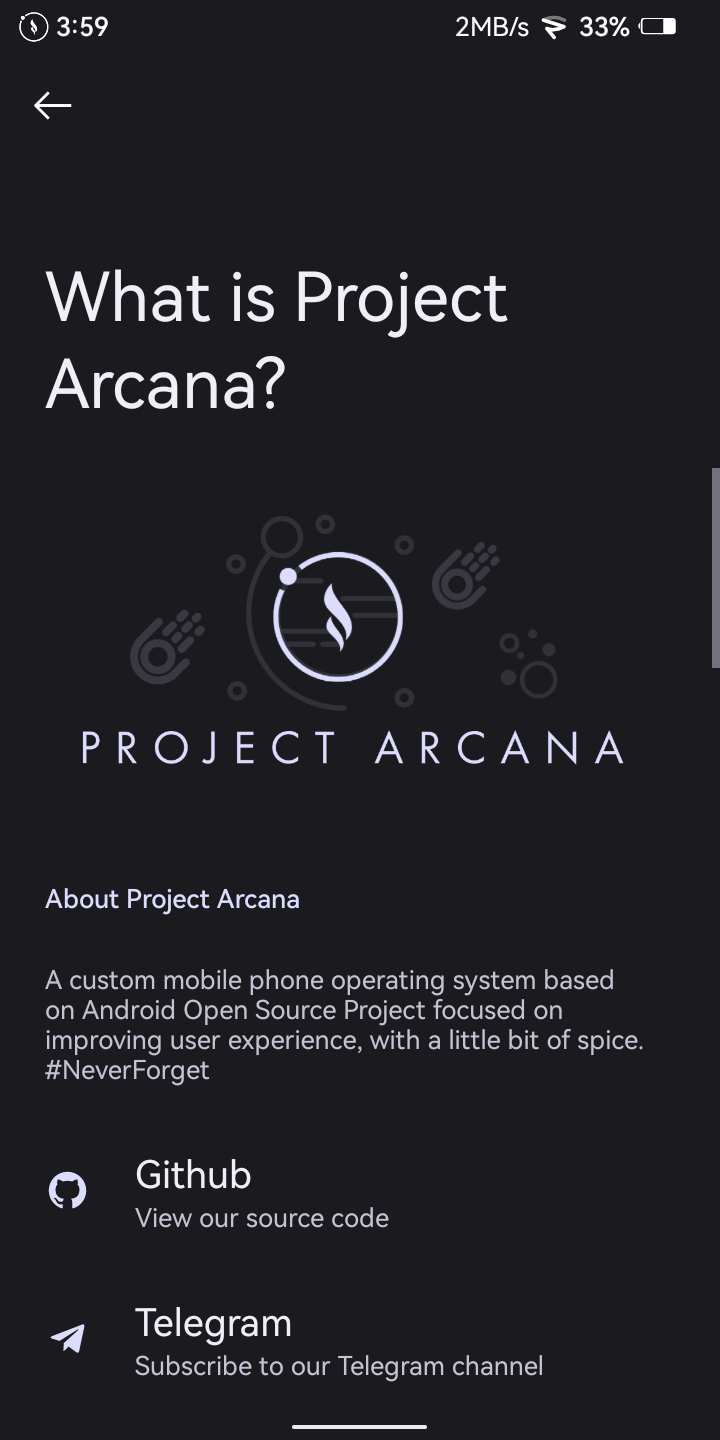 3:59 2MB/s 33%
What is Project
Arcana?
PROJECT ARCANA
About Project Arcana
A custom mobile phone operating system based
on Android Open Source Project focused on
improving user experience, with a little bit of spice.
#NeverForget
Github
View our source code
Telegram
Subscribe to our Telegram channel